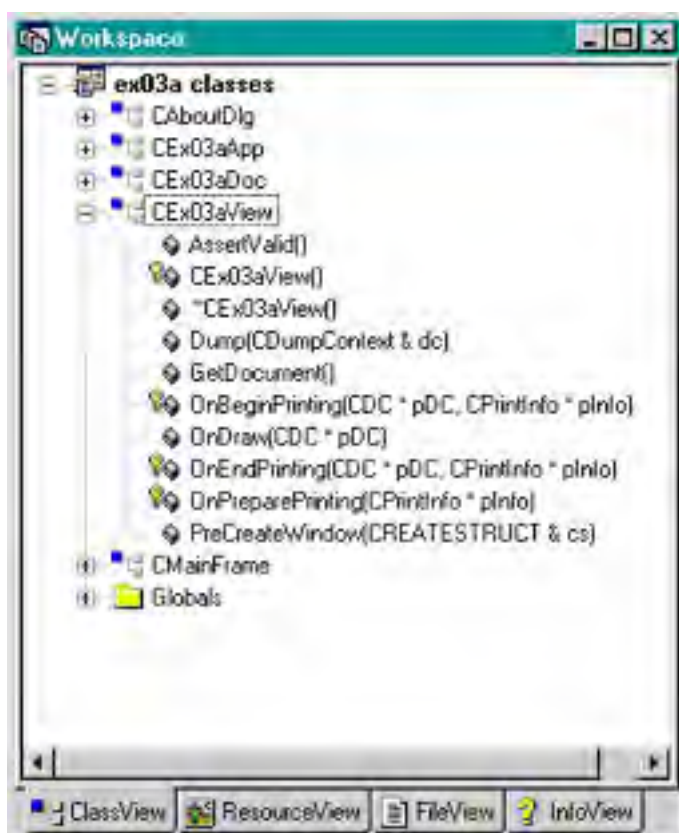 Workspace
ex03a classes
CAboutDlg
CEx03aApp
CEx03aDoc
CEx03aView
AssertValid()
CEx03aView()
~CEx03aView()
Dump(CDumpContext & dc)
GetDocument()
OnBeginPrinting(CDC * pDC, CPrintInfo * pInfo)
OnDraw(CDC * pDC)
OnEndPrinting(CDC * pDC, CPrintInfo * pInfo)
OnPreparePrinting(CPrintInfo * pInfo)
PreCreateWindow(CREATESTRUCT & cs)
CMainFrame
Globals
ClassView ResourceView FileView InfoView